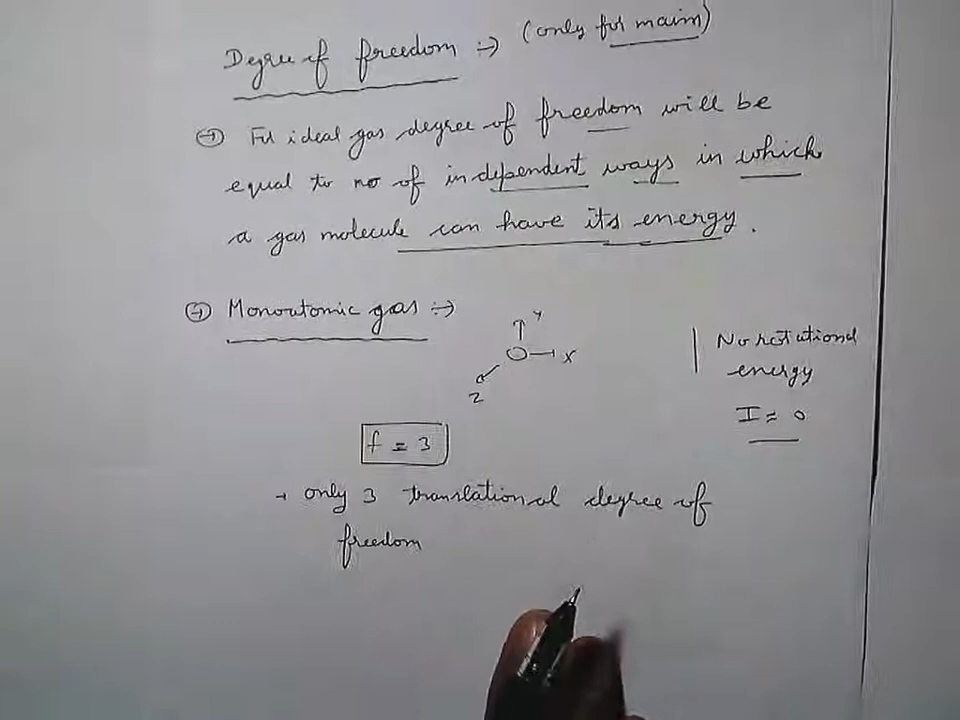 Degree of freedom :→ (only for main)
→ For ideal gas degree of freedom will be
equal to no of independent ways in which
a gas molecule can have its energy.
→ Monoatomic gas :→
Y
X
Z
No rotational
energy
I ≈ 0
f = 3
→ only 3 translational degree of
freedom